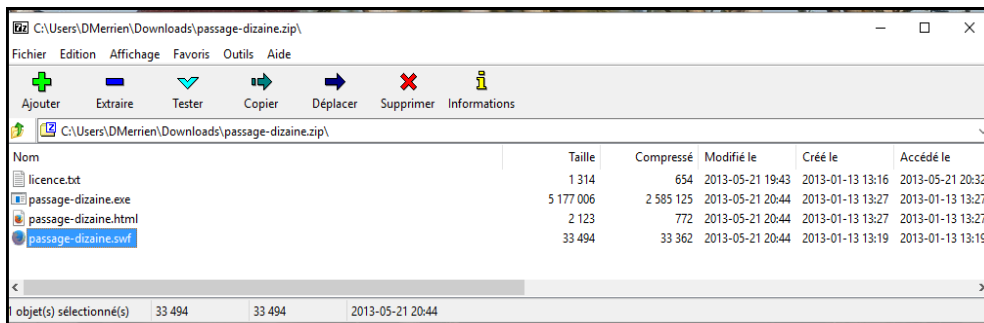 C:\Users\DMerrien\Downloads\passage-dizaine.zip\
Fichier Edition Affichage Favoris Outils Aide
Ajouter Extraire Tester Copier Déplacer Supprimer Informations
C:\Users\DMerrien\Downloads\passage-dizaine.zip\
Nom Taille Compressé Modifié le Créé le Accédé le
licence.txt 1 314 654 2013-05-21 19:43 2013-01-13 13:16 2013-05-21 20:32
passage-dizaine.exe 5 177 006 2 585 125 2013-05-21 20:44 2013-01-13 13:27 2013-01-13 13:27
passage-dizaine.html 2 123 772 2013-05-21 20:44 2013-01-13 13:27 2013-01-13 13:27
passage-dizaine.swf 33 494 33 362 2013-05-21 20:44 2013-01-13 13:19 2013-01-13 13:19
1 objet(s) sélectionné(s) 33 494 33 494 2013-05-21 20:44